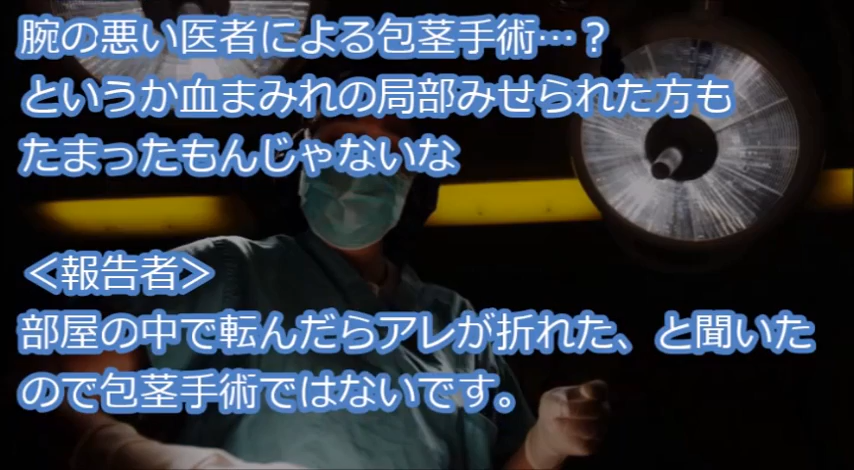 腕の悪い医者による包茎手術…？
というか血まみれの局部みせられた方も
たまったもんじゃないな
＜報告者＞
部屋の中で転んだらアレが折れた、と聞いた
ので包茎手術ではないです。